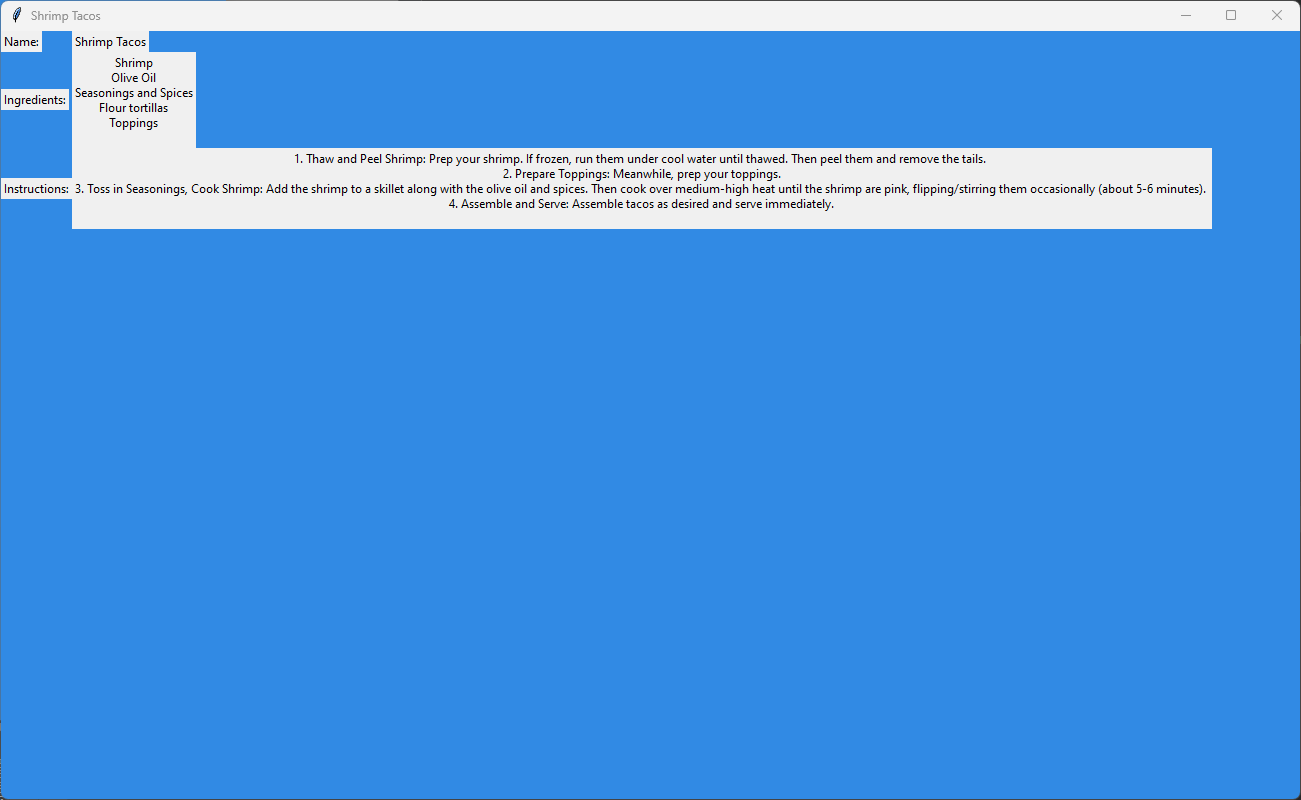 Shrimp Tacos
Name: Shrimp Tacos
Ingredients:
Shrimp
Olive Oil
Seasonings and Spices
Flour tortillas
Toppings
Instructions:
1. Thaw and Peel Shrimp: Prep your shrimp. If frozen, run them under cool water until thawed. Then peel them and remove the tails.
2. Prepare Toppings: Meanwhile, prep your toppings.
3. Toss in Seasonings, Cook Shrimp: Add the shrimp to a skillet along with the olive oil and spices. Then cook over medium-high heat until the shrimp are pink, flipping/stirring them occasionally (about 5-6 minutes).
4. Assemble and Serve: Assemble tacos as desired and serve immediately.